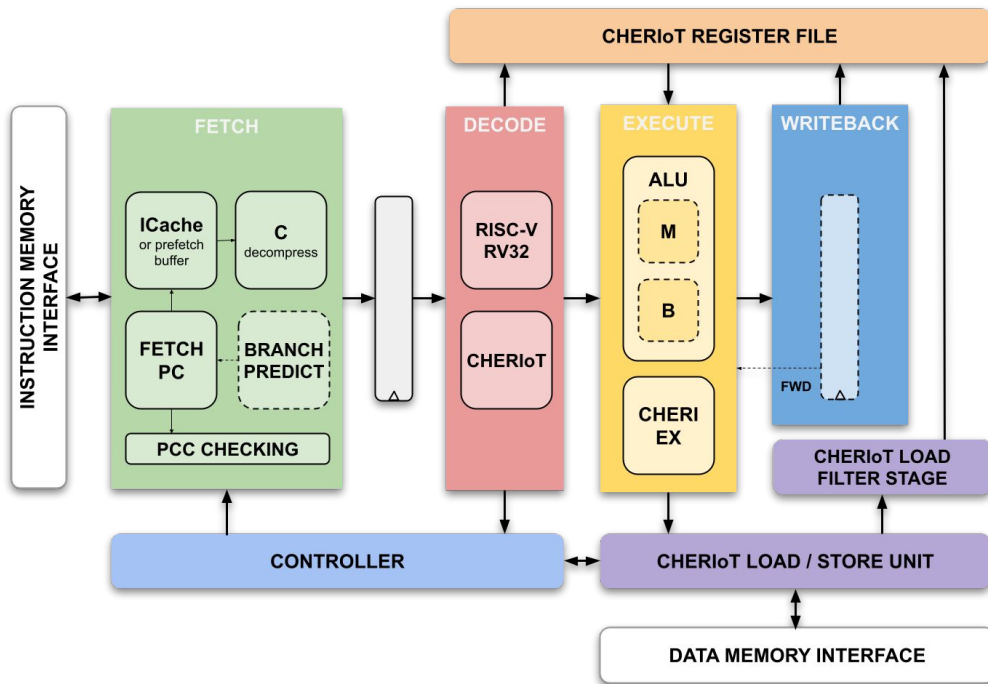 CHERIoT REGISTER FILE
FETCH
DECODE
EXECUTE
WRITEBACK
INSTRUCTION MEMORY
INTERFACE
ICache
or prefetch
buffer
C
decompress
FETCH
PC
BRANCH
PREDICT
PCC CHECKING
RISC-V
RV32
CHERIoT
ALU
M
B
CHERI
EX
FWD
CHERIoT LOAD
FILTER STAGE
CONTROLLER
CHERIoT LOAD / STORE UNIT
DATA MEMORY INTERFACE